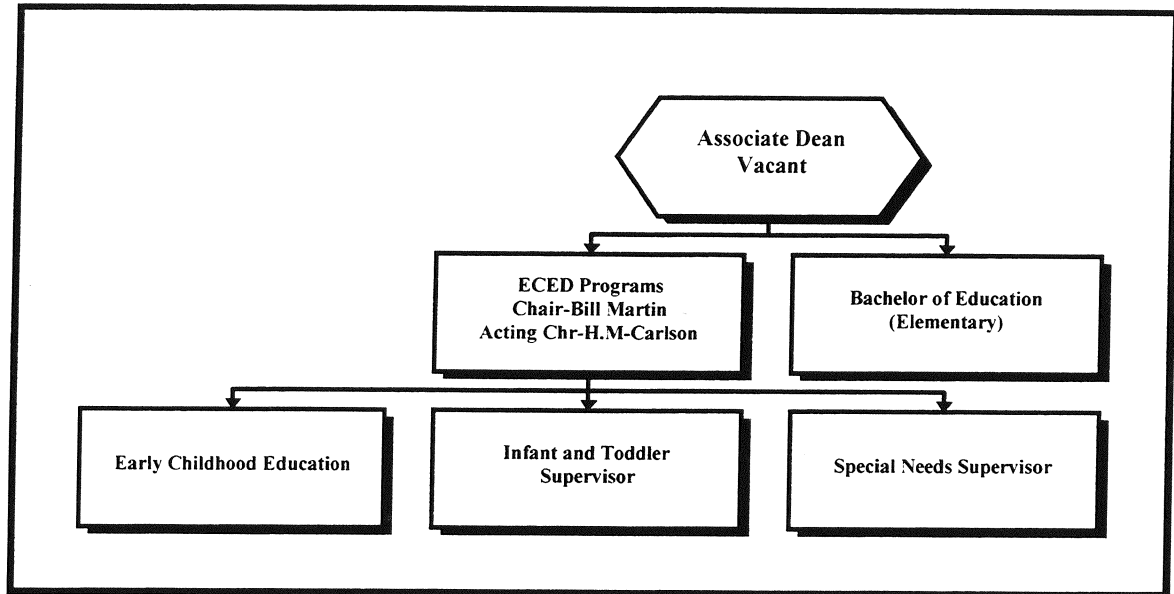 Associate Dean
Vacant
ECED Programs
Chair-Bill Martin
Acting Chr-H.M-Carlson
Bachelor of Education
(Elementary)
Early Childhood Education
Infant and Toddler
Supervisor
Special Needs Supervisor